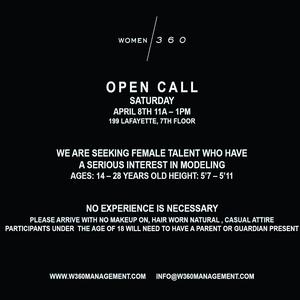 WOMEN / 360
OPEN CALL
SATURDAY
APRIL 8TH 11A – 1PM
199 LAFAYETTE, 7TH FLOOR
WE ARE SEEKING FEMALE TALENT WHO HAVE
A SERIOUS INTEREST IN MODELING
AGES: 14 – 28 YEARS OLD HEIGHT: 5'7 – 5'11
NO EXPERIENCE IS NECESSARY
PLEASE ARRIVE WITH NO MAKEUP ON, HAIR WORN NATURAL , CASUAL ATTIRE
PARTICIPANTS UNDER THE AGE OF 18 WILL NEED TO HAVE A PARENT OR GUARDIAN PRESENT
WWW.W360MANAGEMENT.COM INFO@W360MANAGEMENT.COM